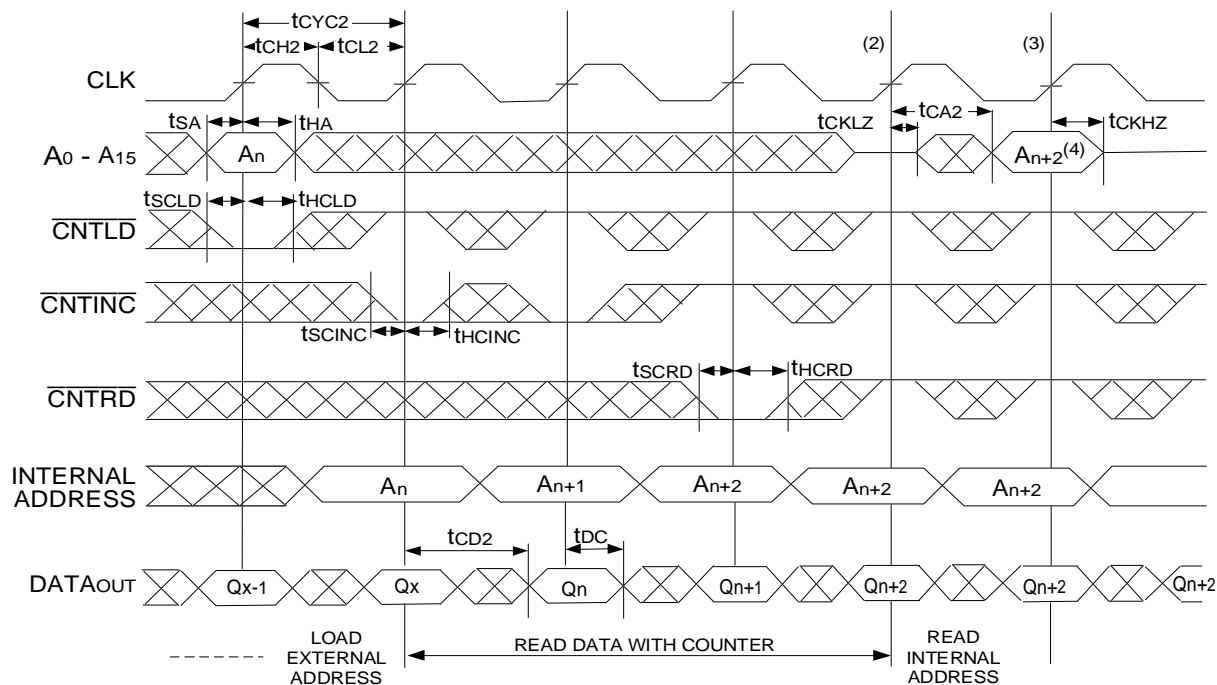 tCYC2
tCH2 tCL2
(2) (3)
CLK
tSA tHA tCKLZ tCA2 tCKHZ
A0 - A15 An An+2(4)
tSCLD tHCLD
CNTLD
CNTINC
tSCINC tHCINC
tSCRD tHCRD
CNTRD
INTERNAL ADDRESS An An+1 An+2 An+2 An+2
tCD2 tDC
DATAOUT Qx-1 Qx Qn Qn+1 Qn+2 Qn+2 Qn+2
LOAD
EXTERNAL
ADDRESS
READ DATA WITH COUNTER
READ
INTERNAL
ADDRESS